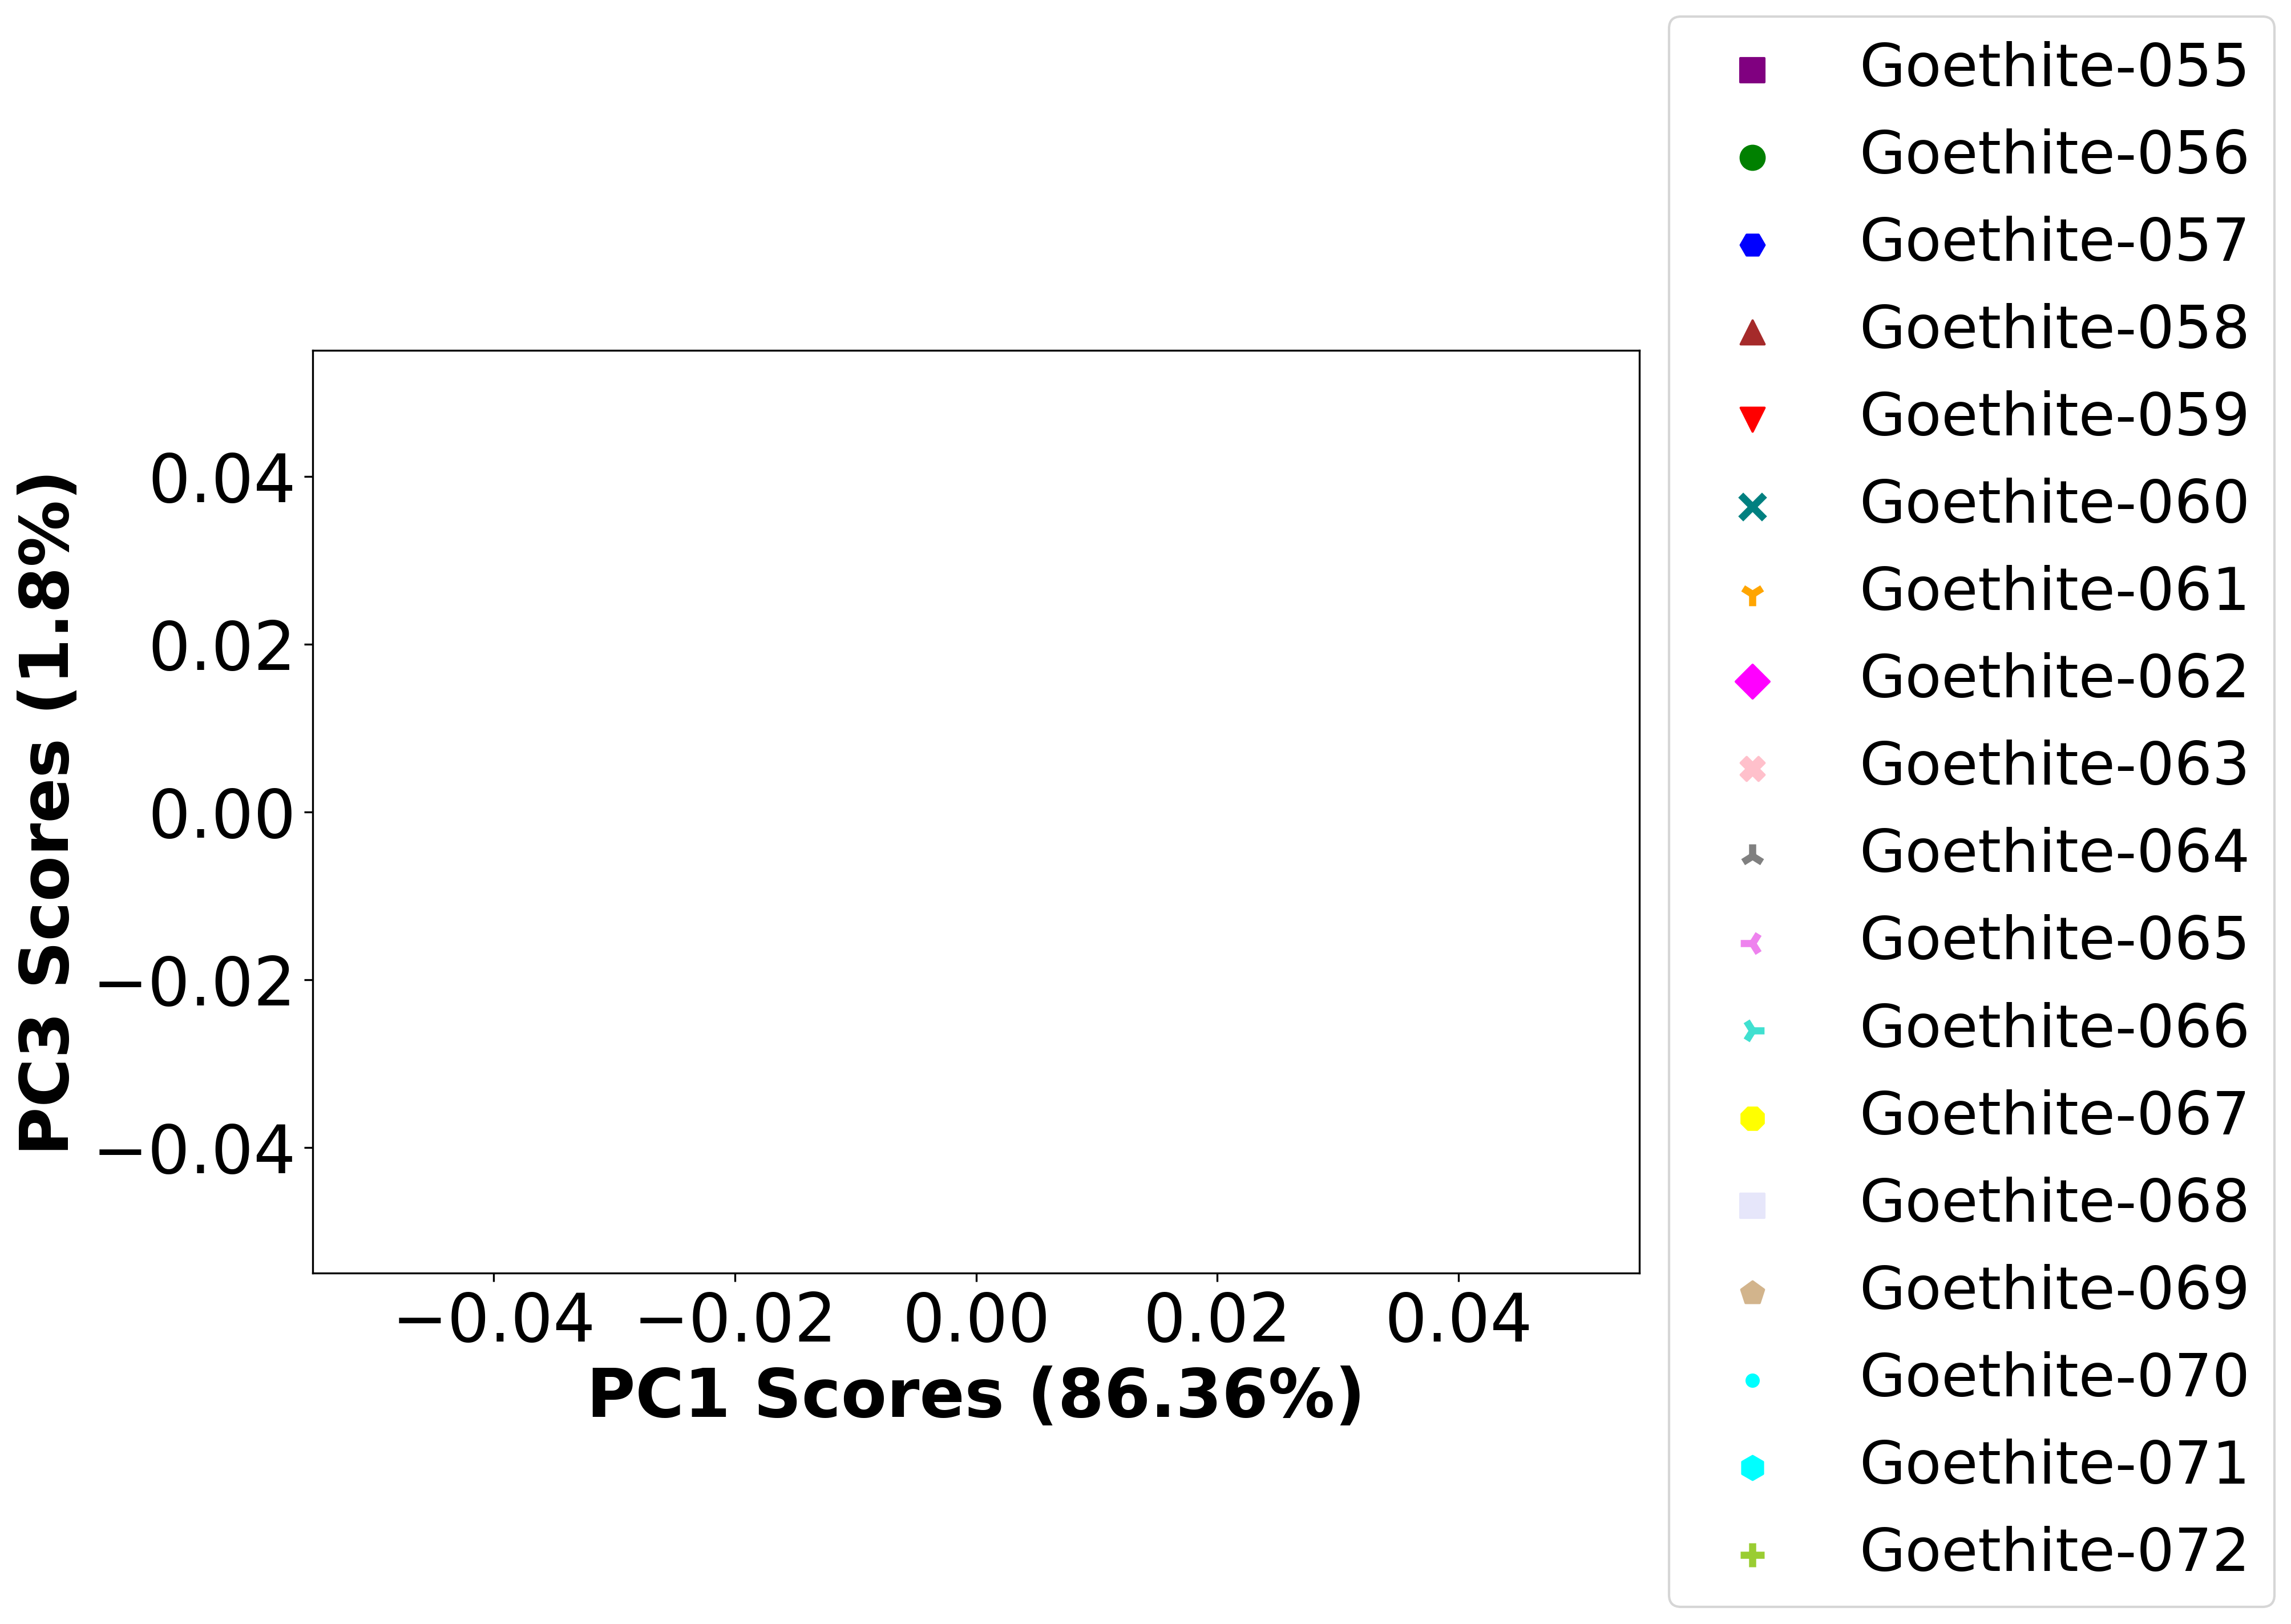 PC3 Scores (1.8%)
0.04
0.02
0.00
−0.02
−0.04
−0.04
−0.02
0.00
0.02
0.04
PC1 Scores (86.36%)
Goethite-055
Goethite-056
Goethite-057
Goethite-058
Goethite-059
Goethite-060
Goethite-061
Goethite-062
Goethite-063
Goethite-064
Goethite-065
Goethite-066
Goethite-067
Goethite-068
Goethite-069
Goethite-070
Goethite-071
Goethite-072